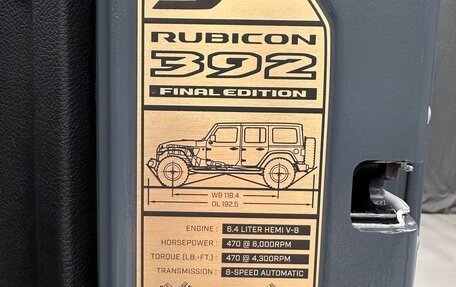 RUBICON
392
FINAL EDITION
WB 118.4
OL 192.5
ENGINE : 6.4 LITER HEMI V-8
HORSEPOWER : 470 @ 6,000RPM
TORQUE (LB.-FT.) : 470 @ 4,300RPM
TRANSMISSION : 8-SPEED AUTOMATIC